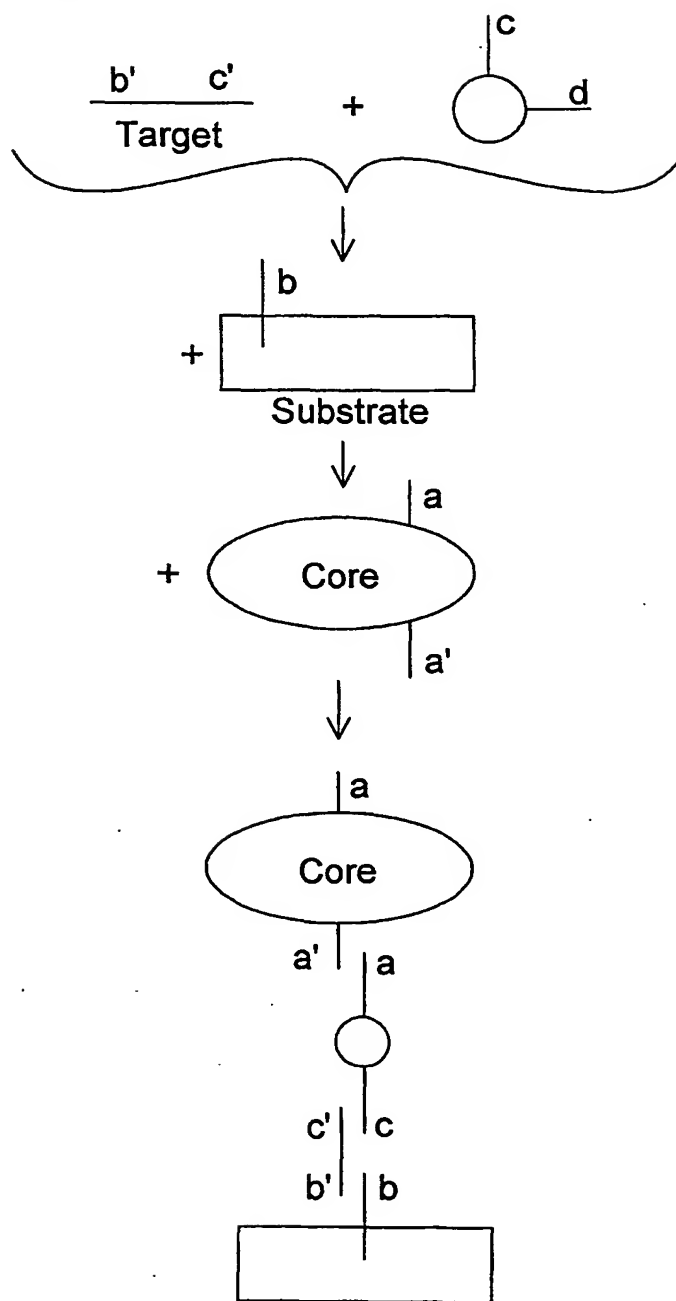 c
b' c' + d
Target
b
+
Substrate
a
+ Core
a'
a
Core
a' a
c' c
b' b